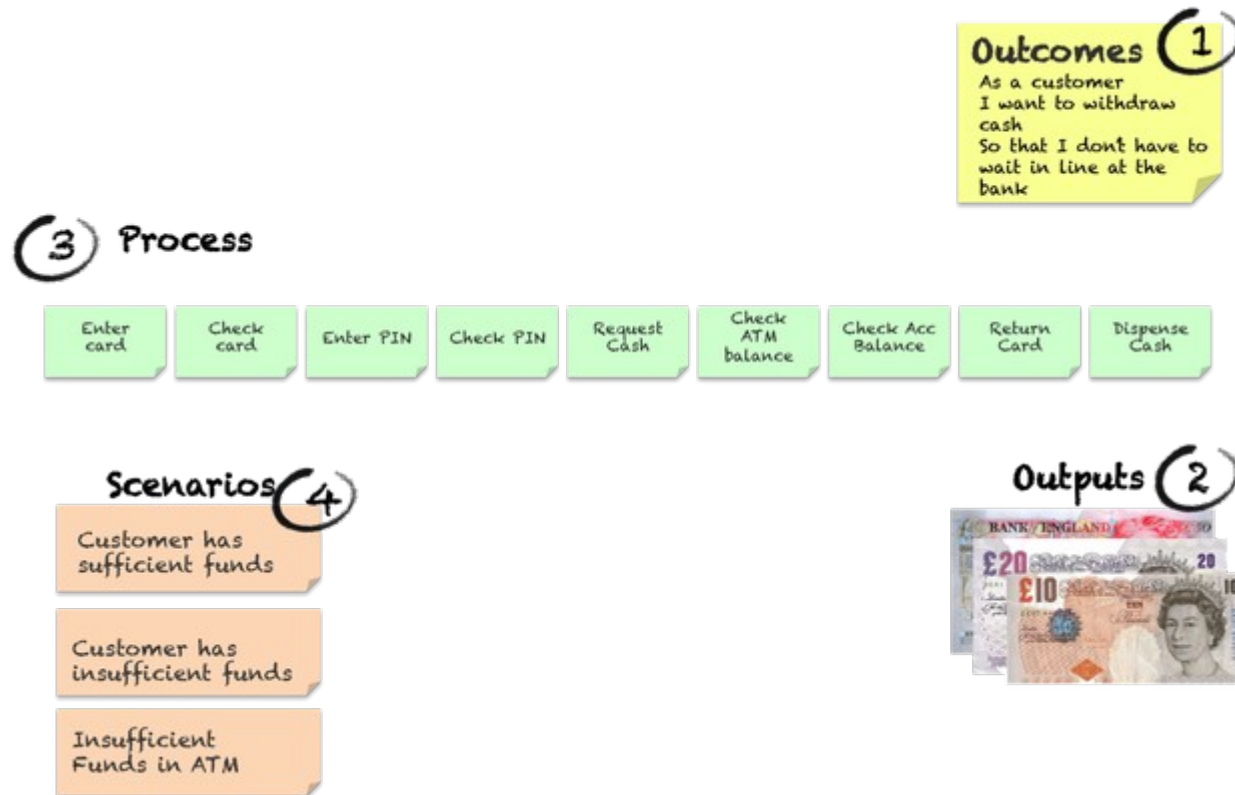 Outcomes 1
As a customer
I want to withdraw
cash
So that I don't have to
wait in line at the
bank
3 Process
Enter
card
Check
card
Enter PIN
Check PIN
Request
Cash
Check
ATM
balance
Check Acc
Balance
Return
Card
Dispense
Cash
Scenarios 4
Customer has
sufficient funds
Customer has
insufficient funds
Insufficient
Funds in ATM
Outputs 2
BANK
ENGLAND
£20
20
£10
10